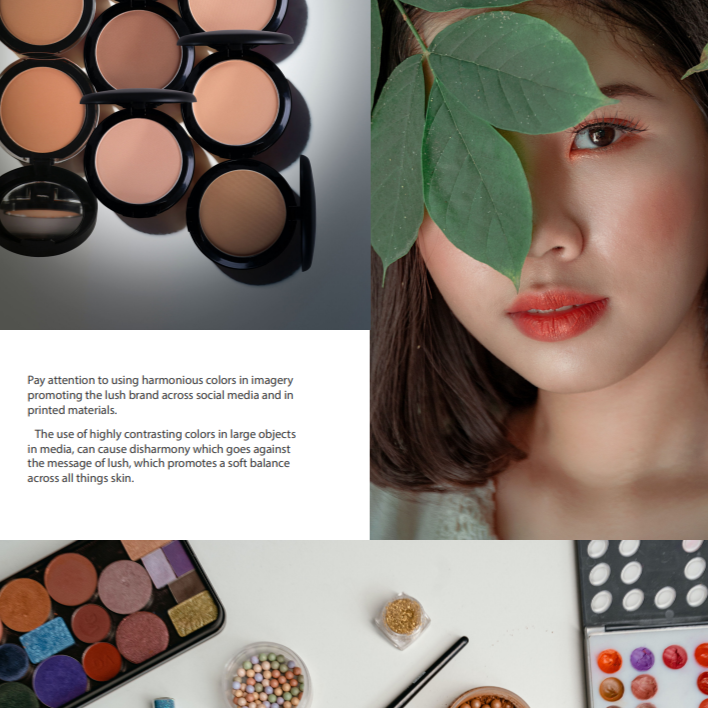 Pay attention to using harmonious colors in imagery
promoting the lush brand across social media and in
printed materials.
The use of highly contrasting colors in large objects
in media, can cause disharmony which goes against
the message of lush, which promotes a soft balance
across all things skin.